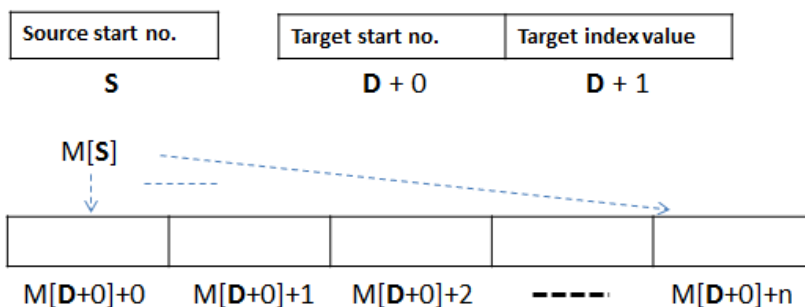 Source start no. Target start no. Target index value
S D + 0 D + 1
M[S]
M[D+0]+0 M[D+0]+1 M[D+0]+2 M[D+0]+n